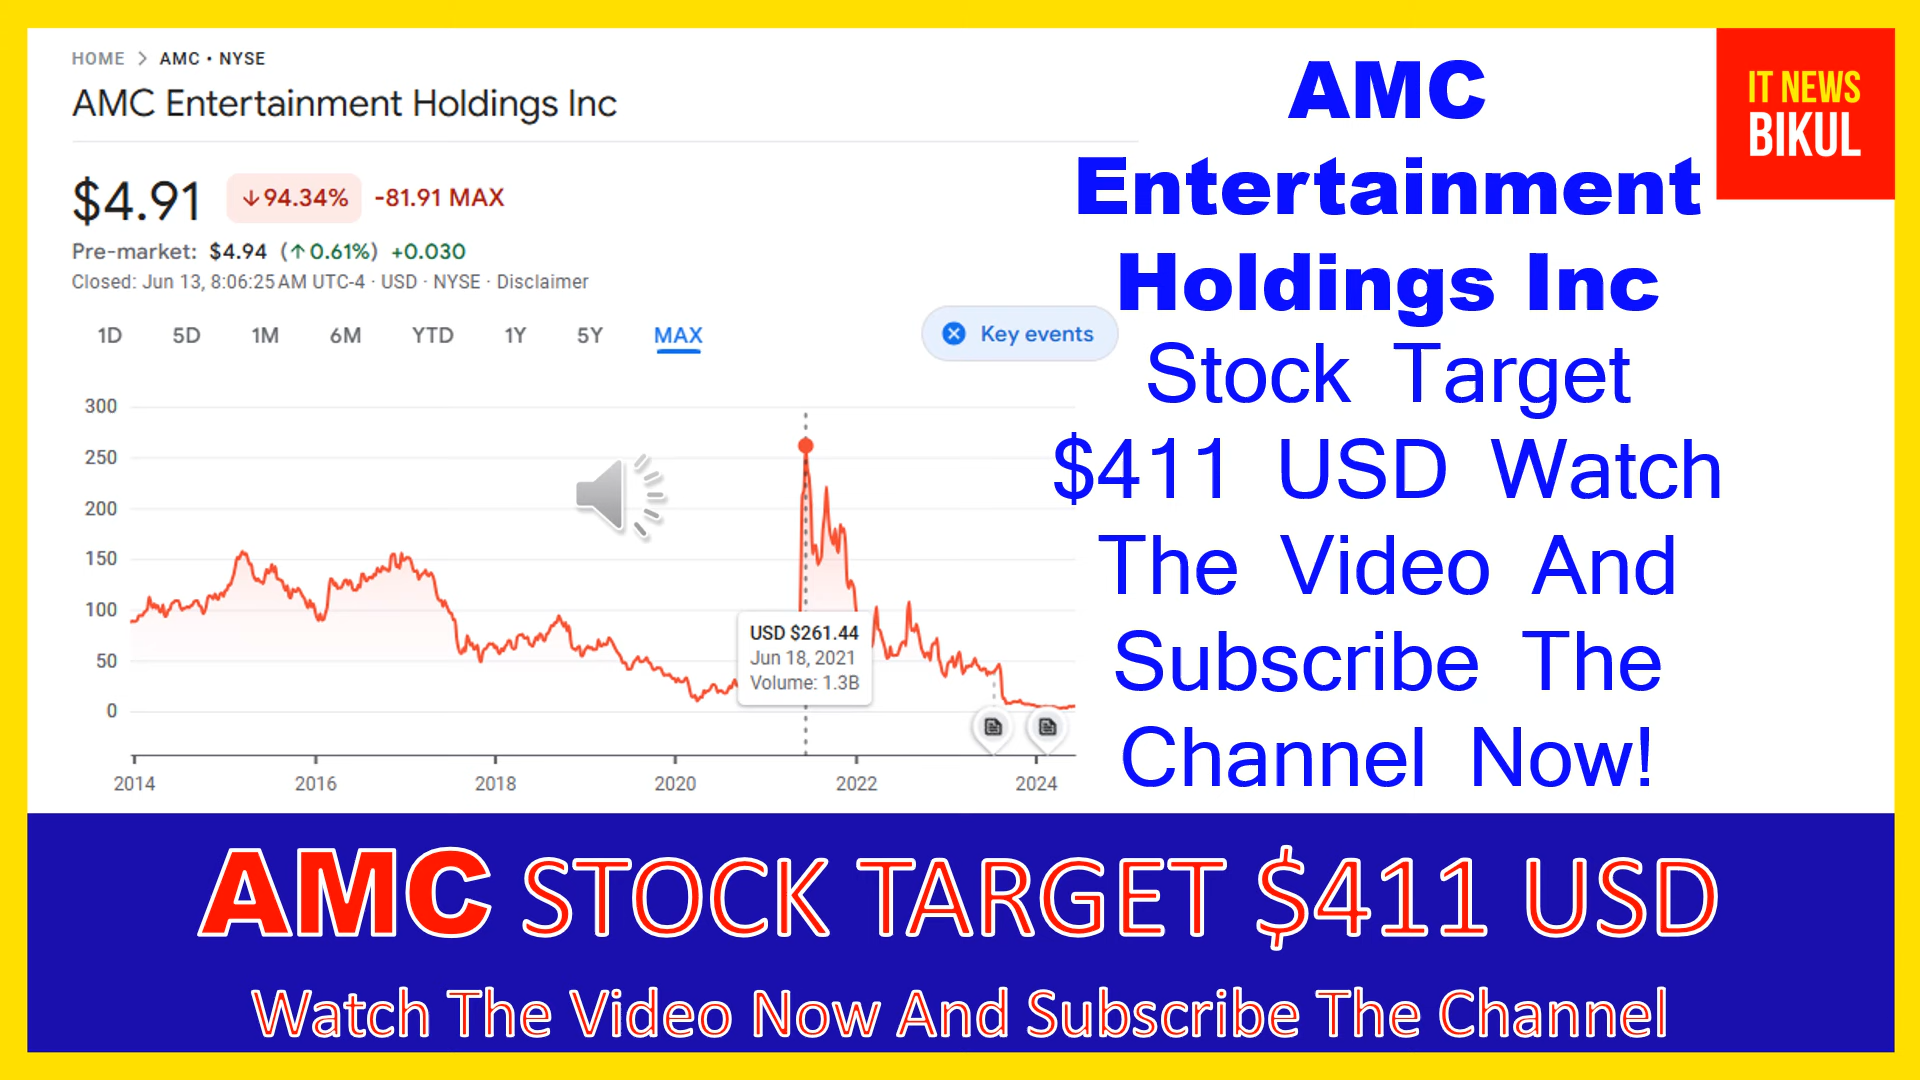 HOME > AMC • NYSE
AMC Entertainment Holdings Inc
$4.91 ↓94.34% -81.91 MAX
Pre-market: $4.94 (↑0.61%) +0.030
Closed: Jun 13, 8:06:25 AM UTC-4 · USD · NYSE · Disclaimer
1D 5D 1M 6M YTD 1Y 5Y MAX
Key events
300
250
200
150
100
50
0
USD $261.44
Jun 18, 2021
Volume: 1.3B
2014 2016 2018 2020 2022 2024
AMC
Entertainment
Holdings Inc
Stock Target
$411 USD Watch
The Video And
Subscribe The
Channel Now!
IT NEWS
BIKUL
AMC STOCK TARGET $411 USD
Watch The Video Now And Subscribe The Channel